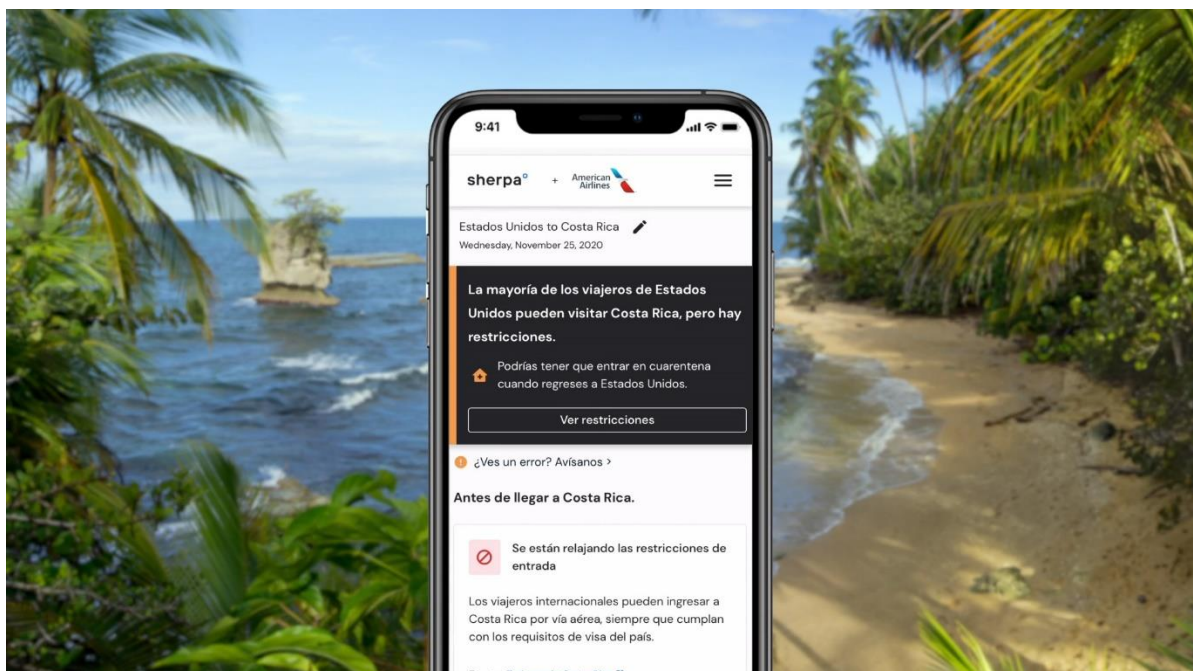 9:41
sherpa° + American Airlines
Estados Unidos to Costa Rica
Wednesday, November 25, 2020
La mayoría de los viajeros de Estados
Unidos pueden visitar Costa Rica, pero hay
restricciones.
Podrías tener que entrar en cuarentena
cuando regreses a Estados Unidos.
Ver restricciones
¿Ves un error? Avísanos >
Antes de llegar a Costa Rica.
Se están relajando las restricciones de
entrada
Los viajeros internacionales pueden ingresar a
Costa Rica por vía aérea, siempre que cumplan
con los requisitos de visa del país.